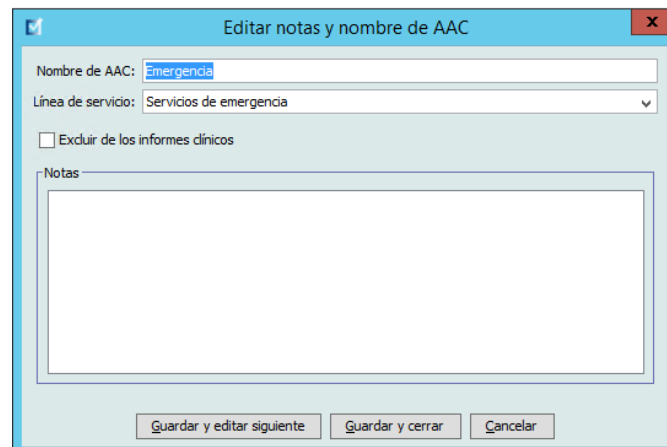 Editar notas y nombre de AAC
x
Nombre de AAC: Emergencia
Línea de servicio: Servicios de emergencia
Excluir de los informes clínicos
Notas
Guardar y editar siguiente Guardar y cerrar Cancelar